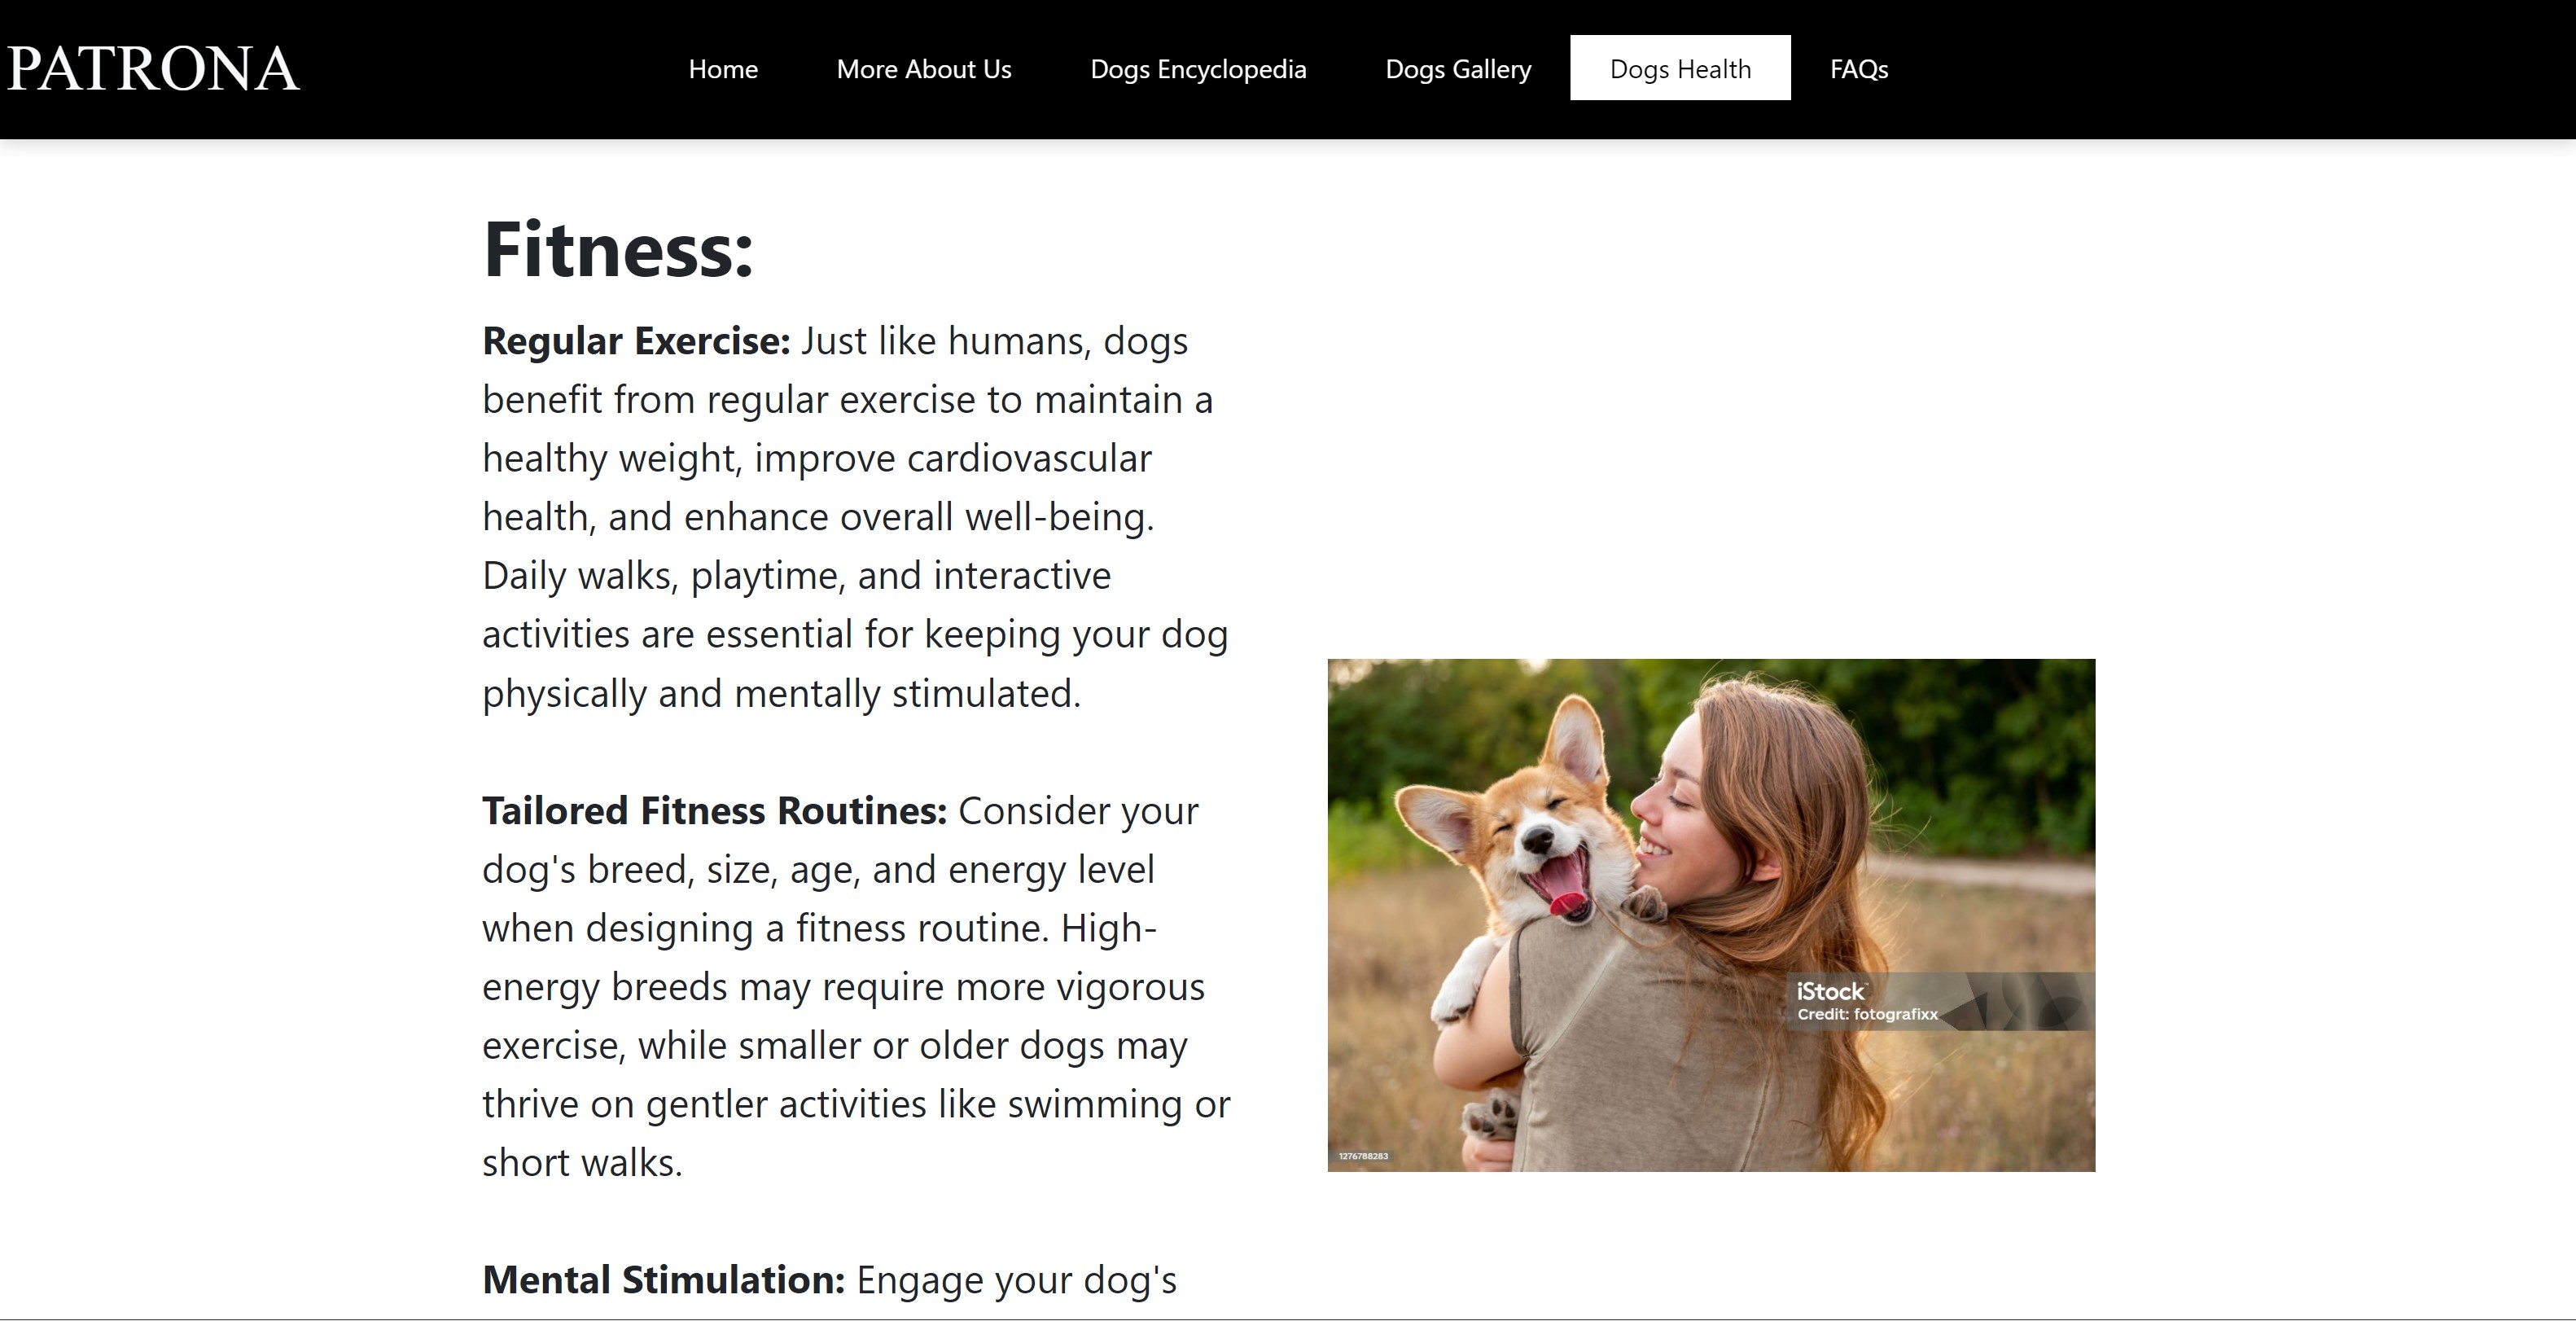 PATRONA
Home
More About Us
Dogs Encyclopedia
Dogs Gallery
Dogs Health
FAQs
Fitness:
Regular Exercise: Just like humans, dogs
benefit from regular exercise to maintain a
healthy weight, improve cardiovascular
health, and enhance overall well-being.
Daily walks, playtime, and interactive
activities are essential for keeping your dog
physically and mentally stimulated.
Tailored Fitness Routines: Consider your
dog's breed, size, age, and energy level
when designing a fitness routine. High-
energy breeds may require more vigorous
exercise, while smaller or older dogs may
thrive on gentler activities like swimming or
short walks.
Mental Stimulation: Engage your dog's
iStock
Credit: fotografixx
1276788283